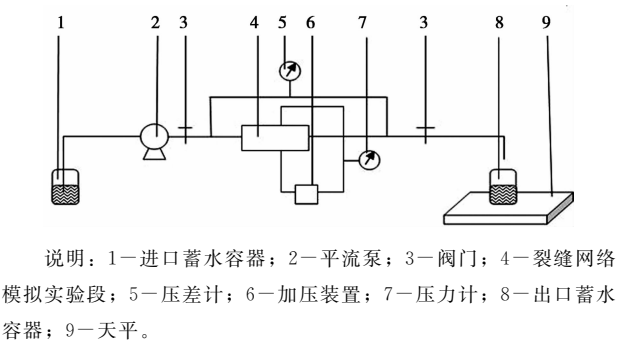 1 2 3 4 5 6 7 3 8 9
说明：1－进口蓄水容器；2－平流泵；3－阀门；4－裂缝网络
模拟实验段；5－压差计；6－加压装置；7－压力计；8－出口蓄水
容器；9－天平。